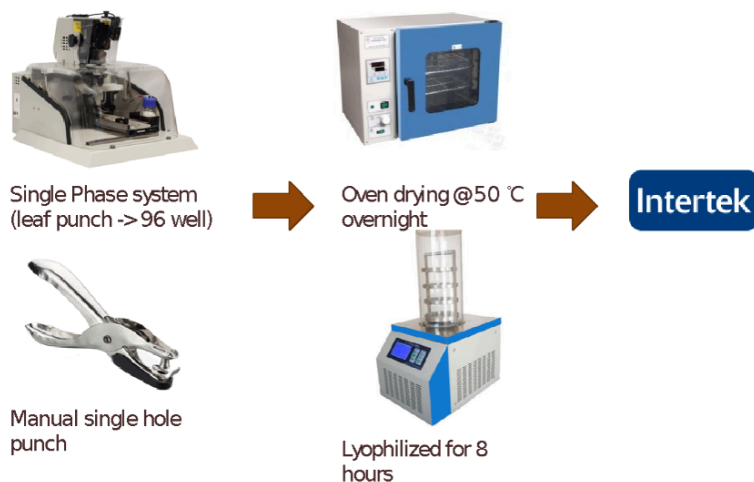 Single Phase system
(leaf punch -> 96 well)
Oven drying @50 ℃
overnight
Intertek
Manual single hole
punch
Lyophilized for 8
hours